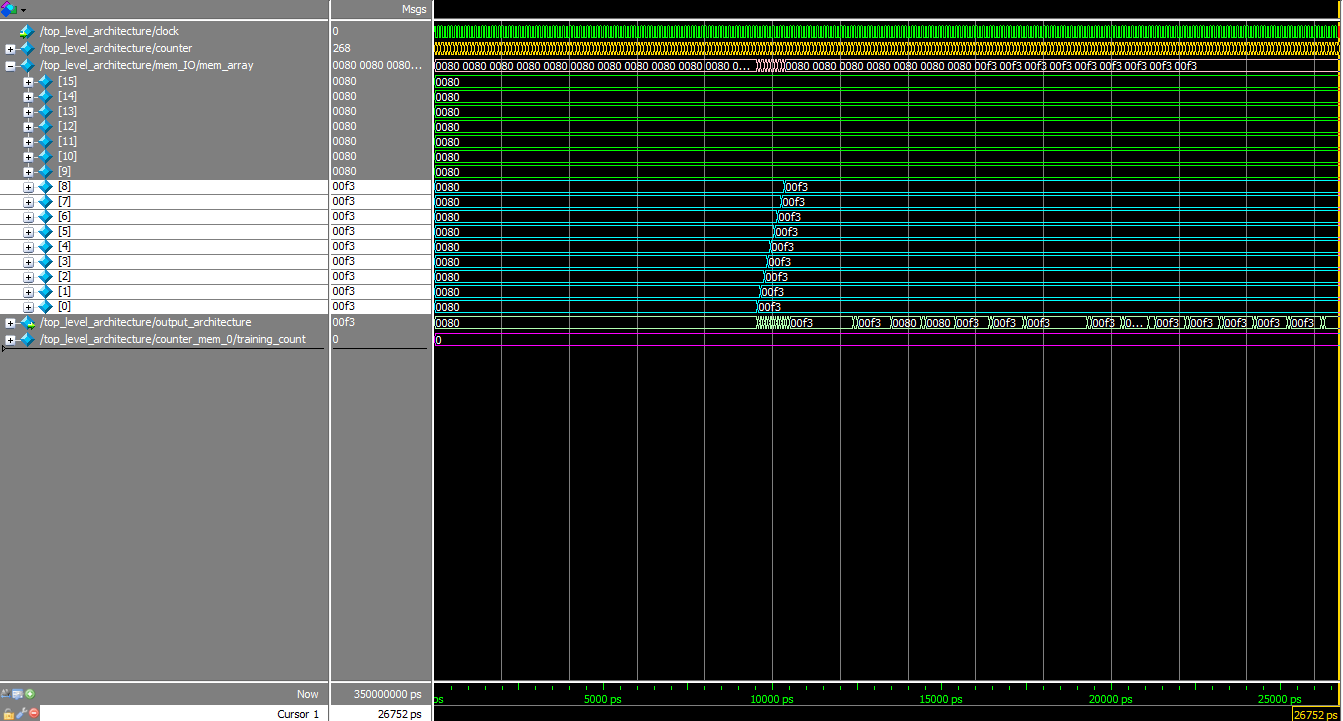 Msgs
/top_level_architecture/clock 0
/top_level_architecture/counter 268
/top_level_architecture/mem_IO/mem_array 0080 0080 0080... 0080 0080 0080 0080 0080 0080 0080 0080 0080 0080 0080 0080 0... 0080 0080 0080 0080 0080 0080 0080 00f3 00f3 00f3 00f3 00f3 00f3 00f3 00f3 00f3
[15] 0080 0080
[14] 0080 0080
[13] 0080 0080
[12] 0080 0080
[11] 0080 0080
[10] 0080 0080
[9] 0080 0080
[8] 00f3 0080 00f3
[7] 00f3 0080 00f3
[6] 00f3 0080 00f3
[5] 00f3 0080 00f3
[4] 00f3 0080 00f3
[3] 00f3 0080 00f3
[2] 00f3 0080 00f3
[1] 00f3 0080 00f3
[0] 00f3 0080 00f3
/top_level_architecture/output_architecture 00f3 0080 00f3 00f3 0080 0080 00f3 00f3 00f3 00f3 0... 00f3 00f3 00f3 00f3 00f3
/top_level_architecture/counter_mem_0/training_count 0 0
Now 350000000 ps ps 5000 ps 10000 ps 15000 ps 20000 ps 25000 ps
Cursor 1 26752 ps 26752 ps